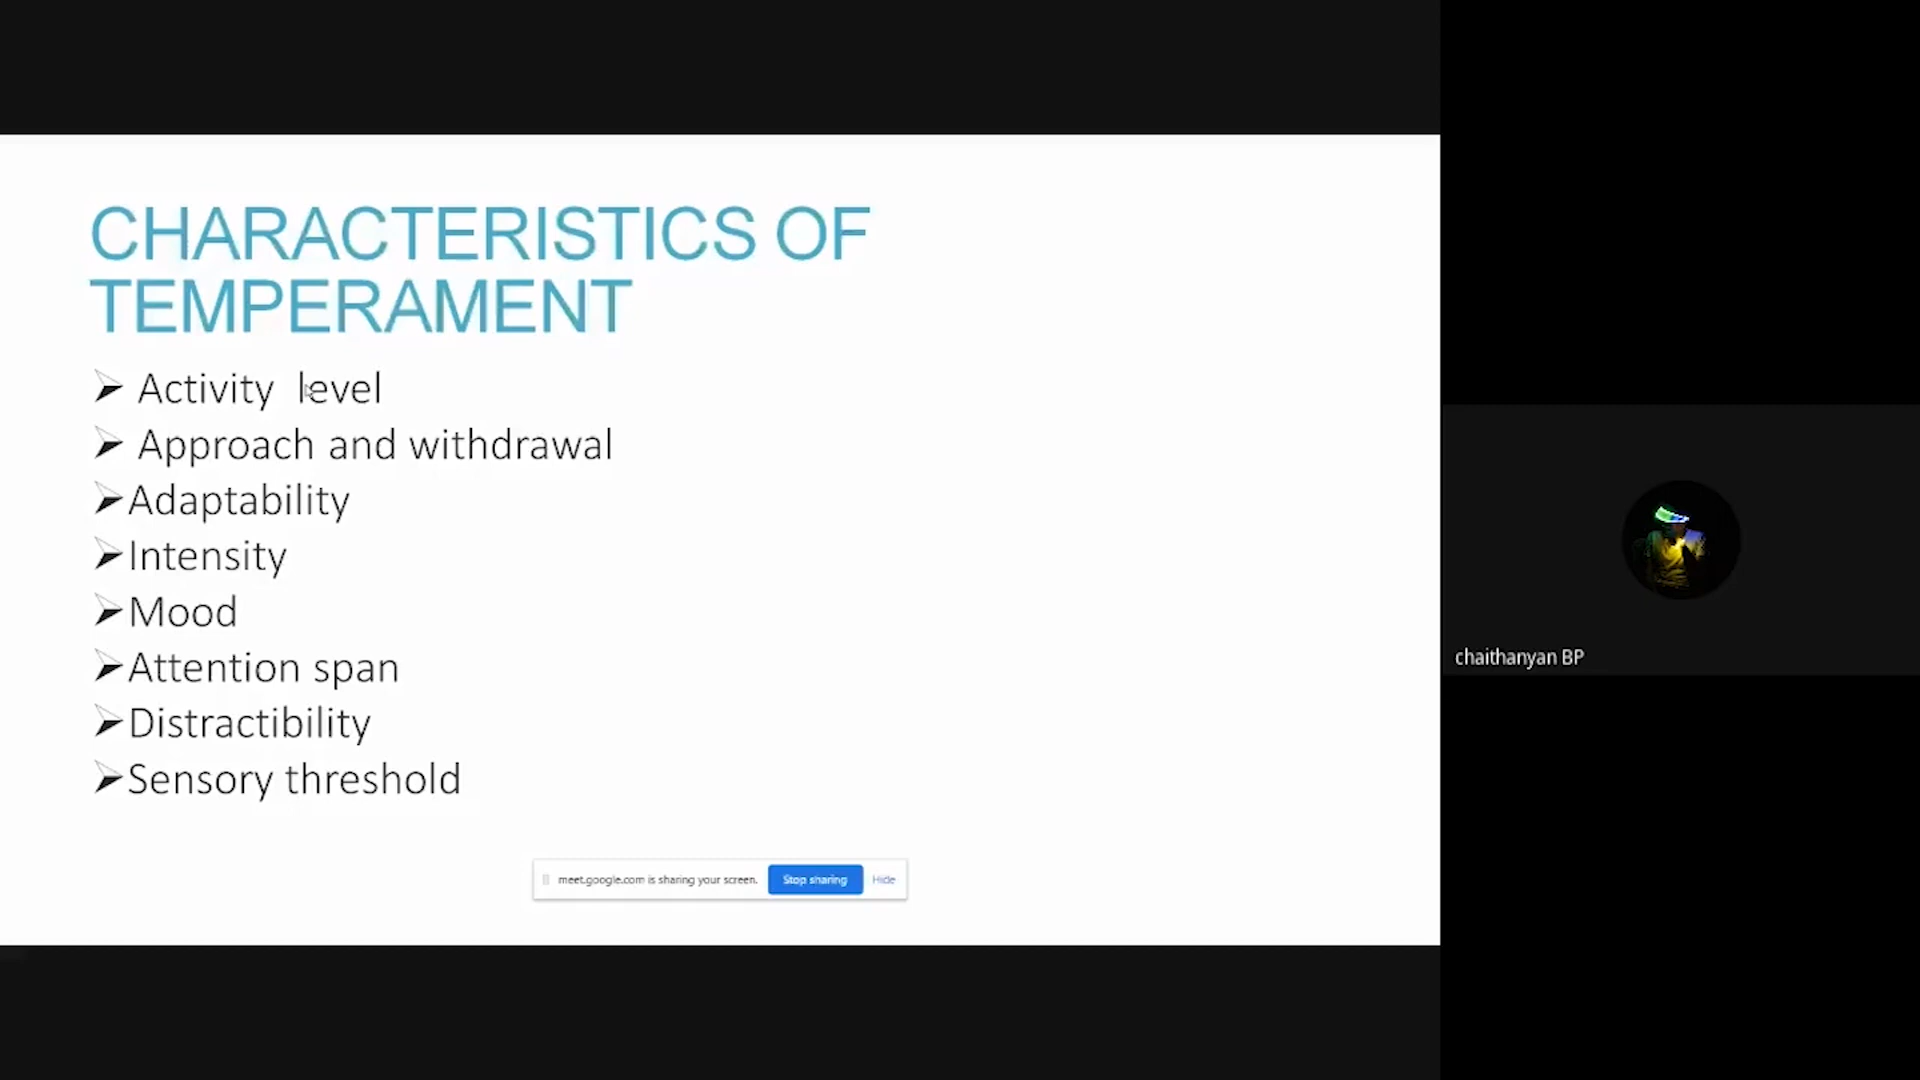 CHARACTERISTICS OF
TEMPERAMENT
➢ Activity level
➢ Approach and withdrawal
➢Adaptability
➢Intensity
➢Mood
➢Attention span
➢Distractibility
➢Sensory threshold
meet.google.com is sharing your screen. Stop sharing Hide
chaithanyan BP